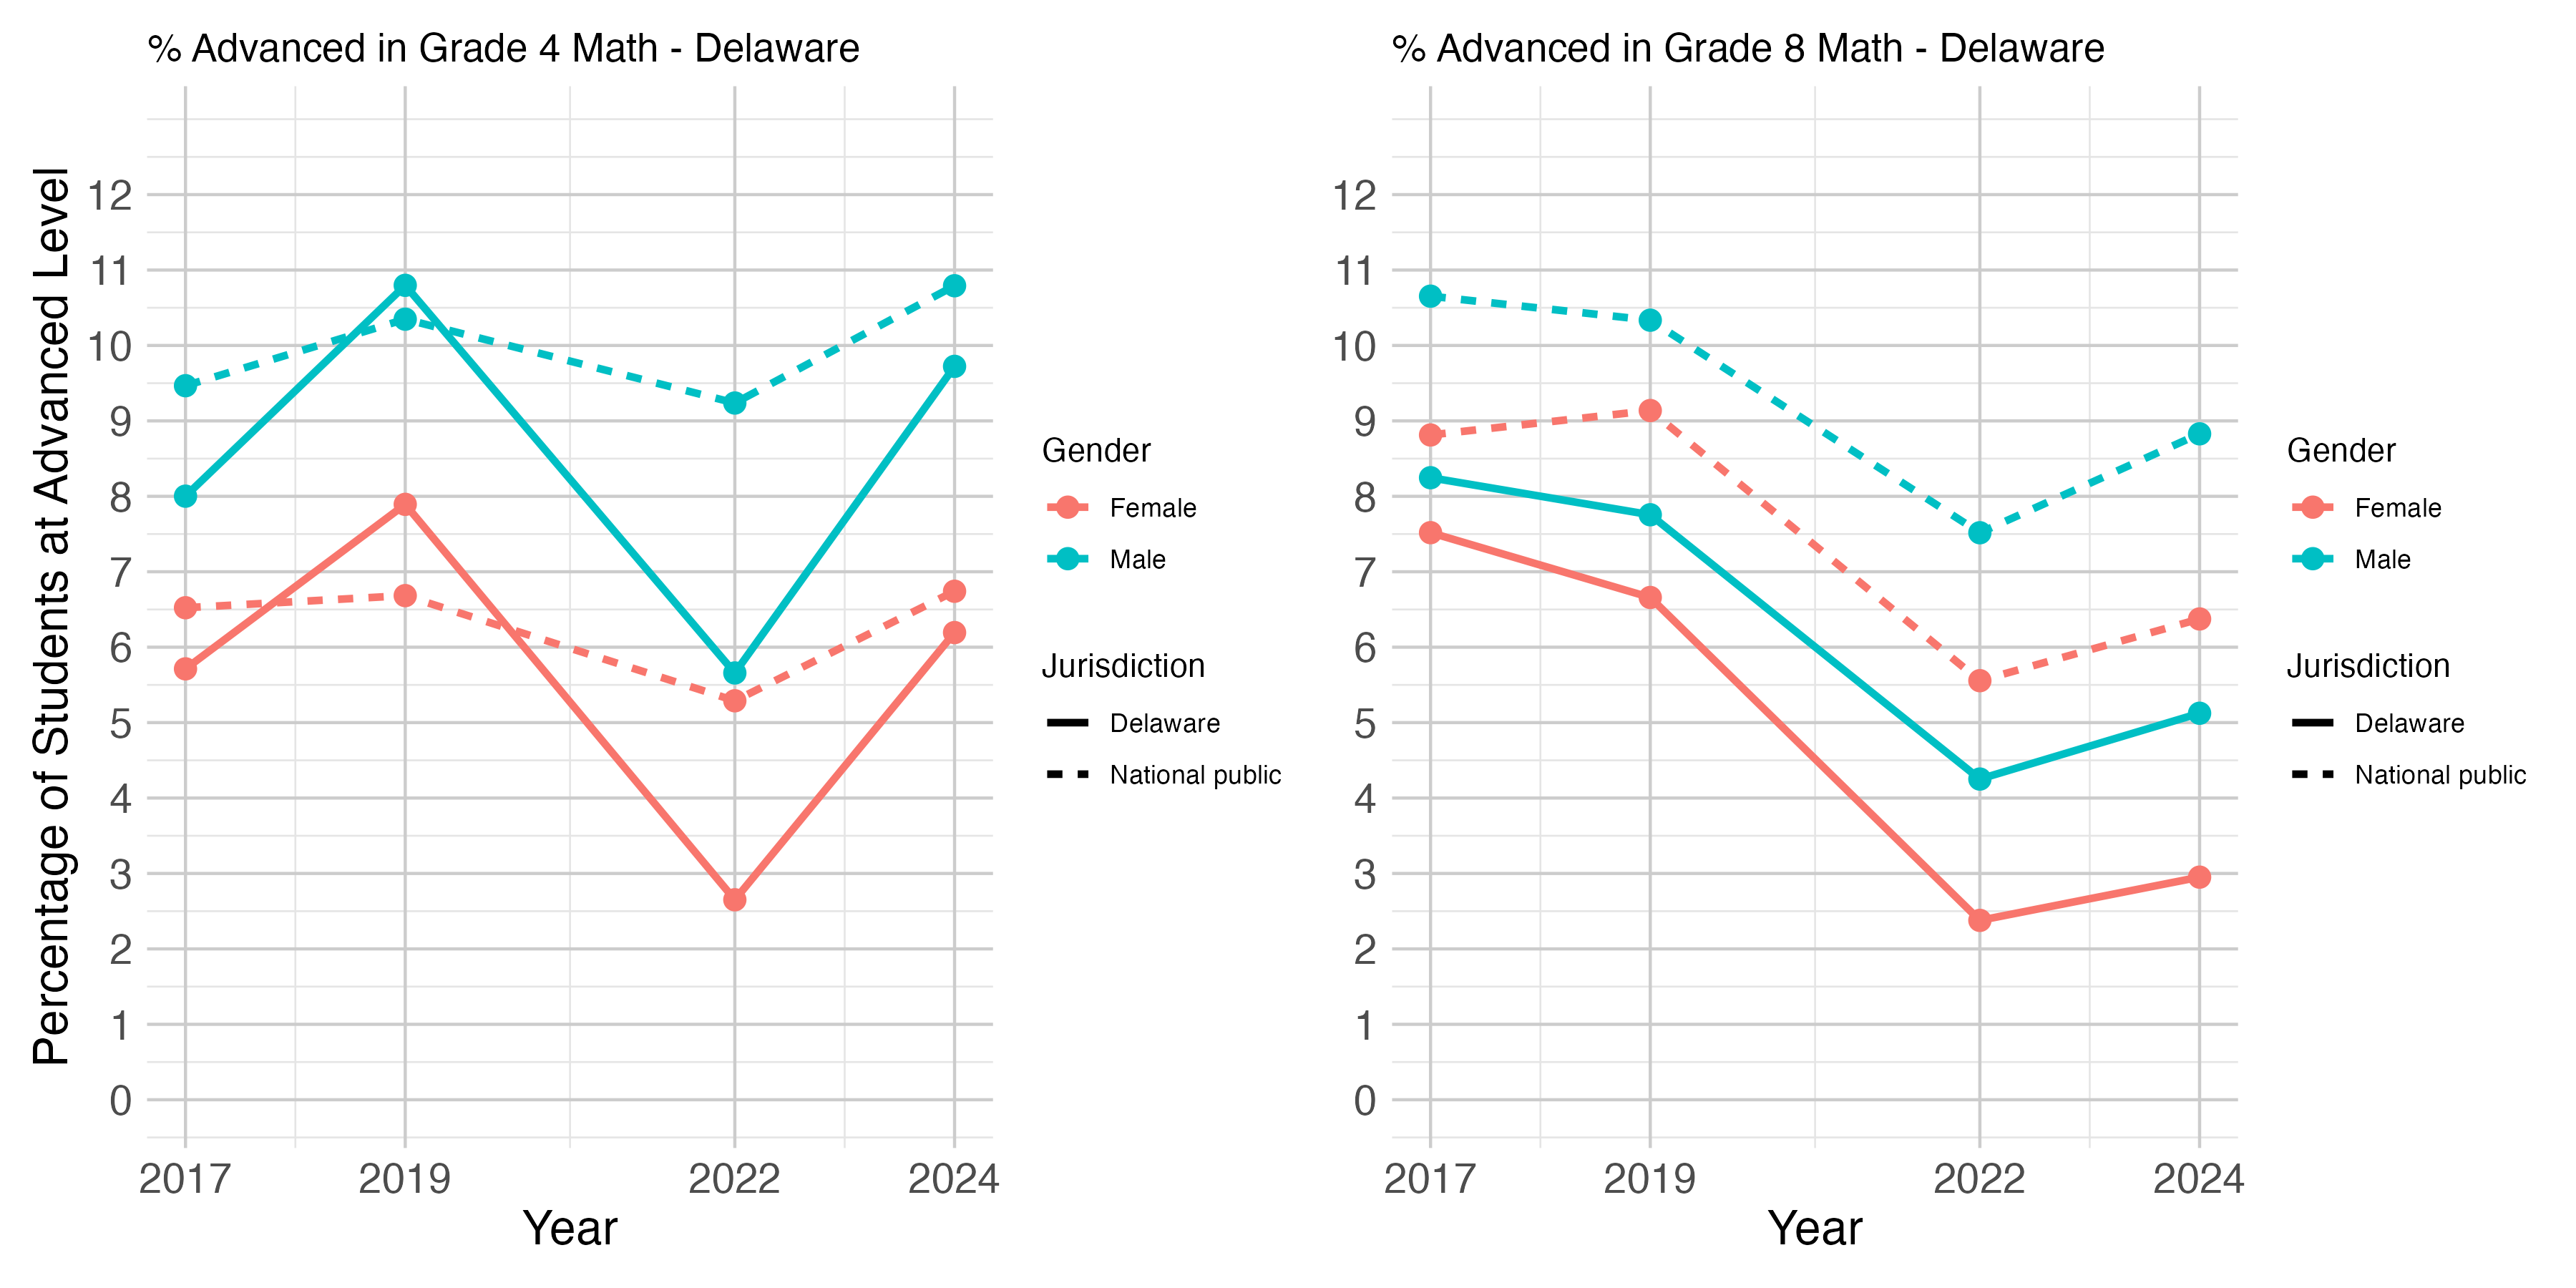 % Advanced in Grade 4 Math - Delaware
Percentage of Students at Advanced Level
12
11
10
9
8
7
6
5
4
3
2
1
0
2017 2019 2022 2024
Year
Gender
Female
Male
Jurisdiction
Delaware
National public
% Advanced in Grade 8 Math - Delaware
12
11
10
9
8
7
6
5
4
3
2
1
0
2017 2019 2022 2024
Year
Gender
Female
Male
Jurisdiction
Delaware
National public